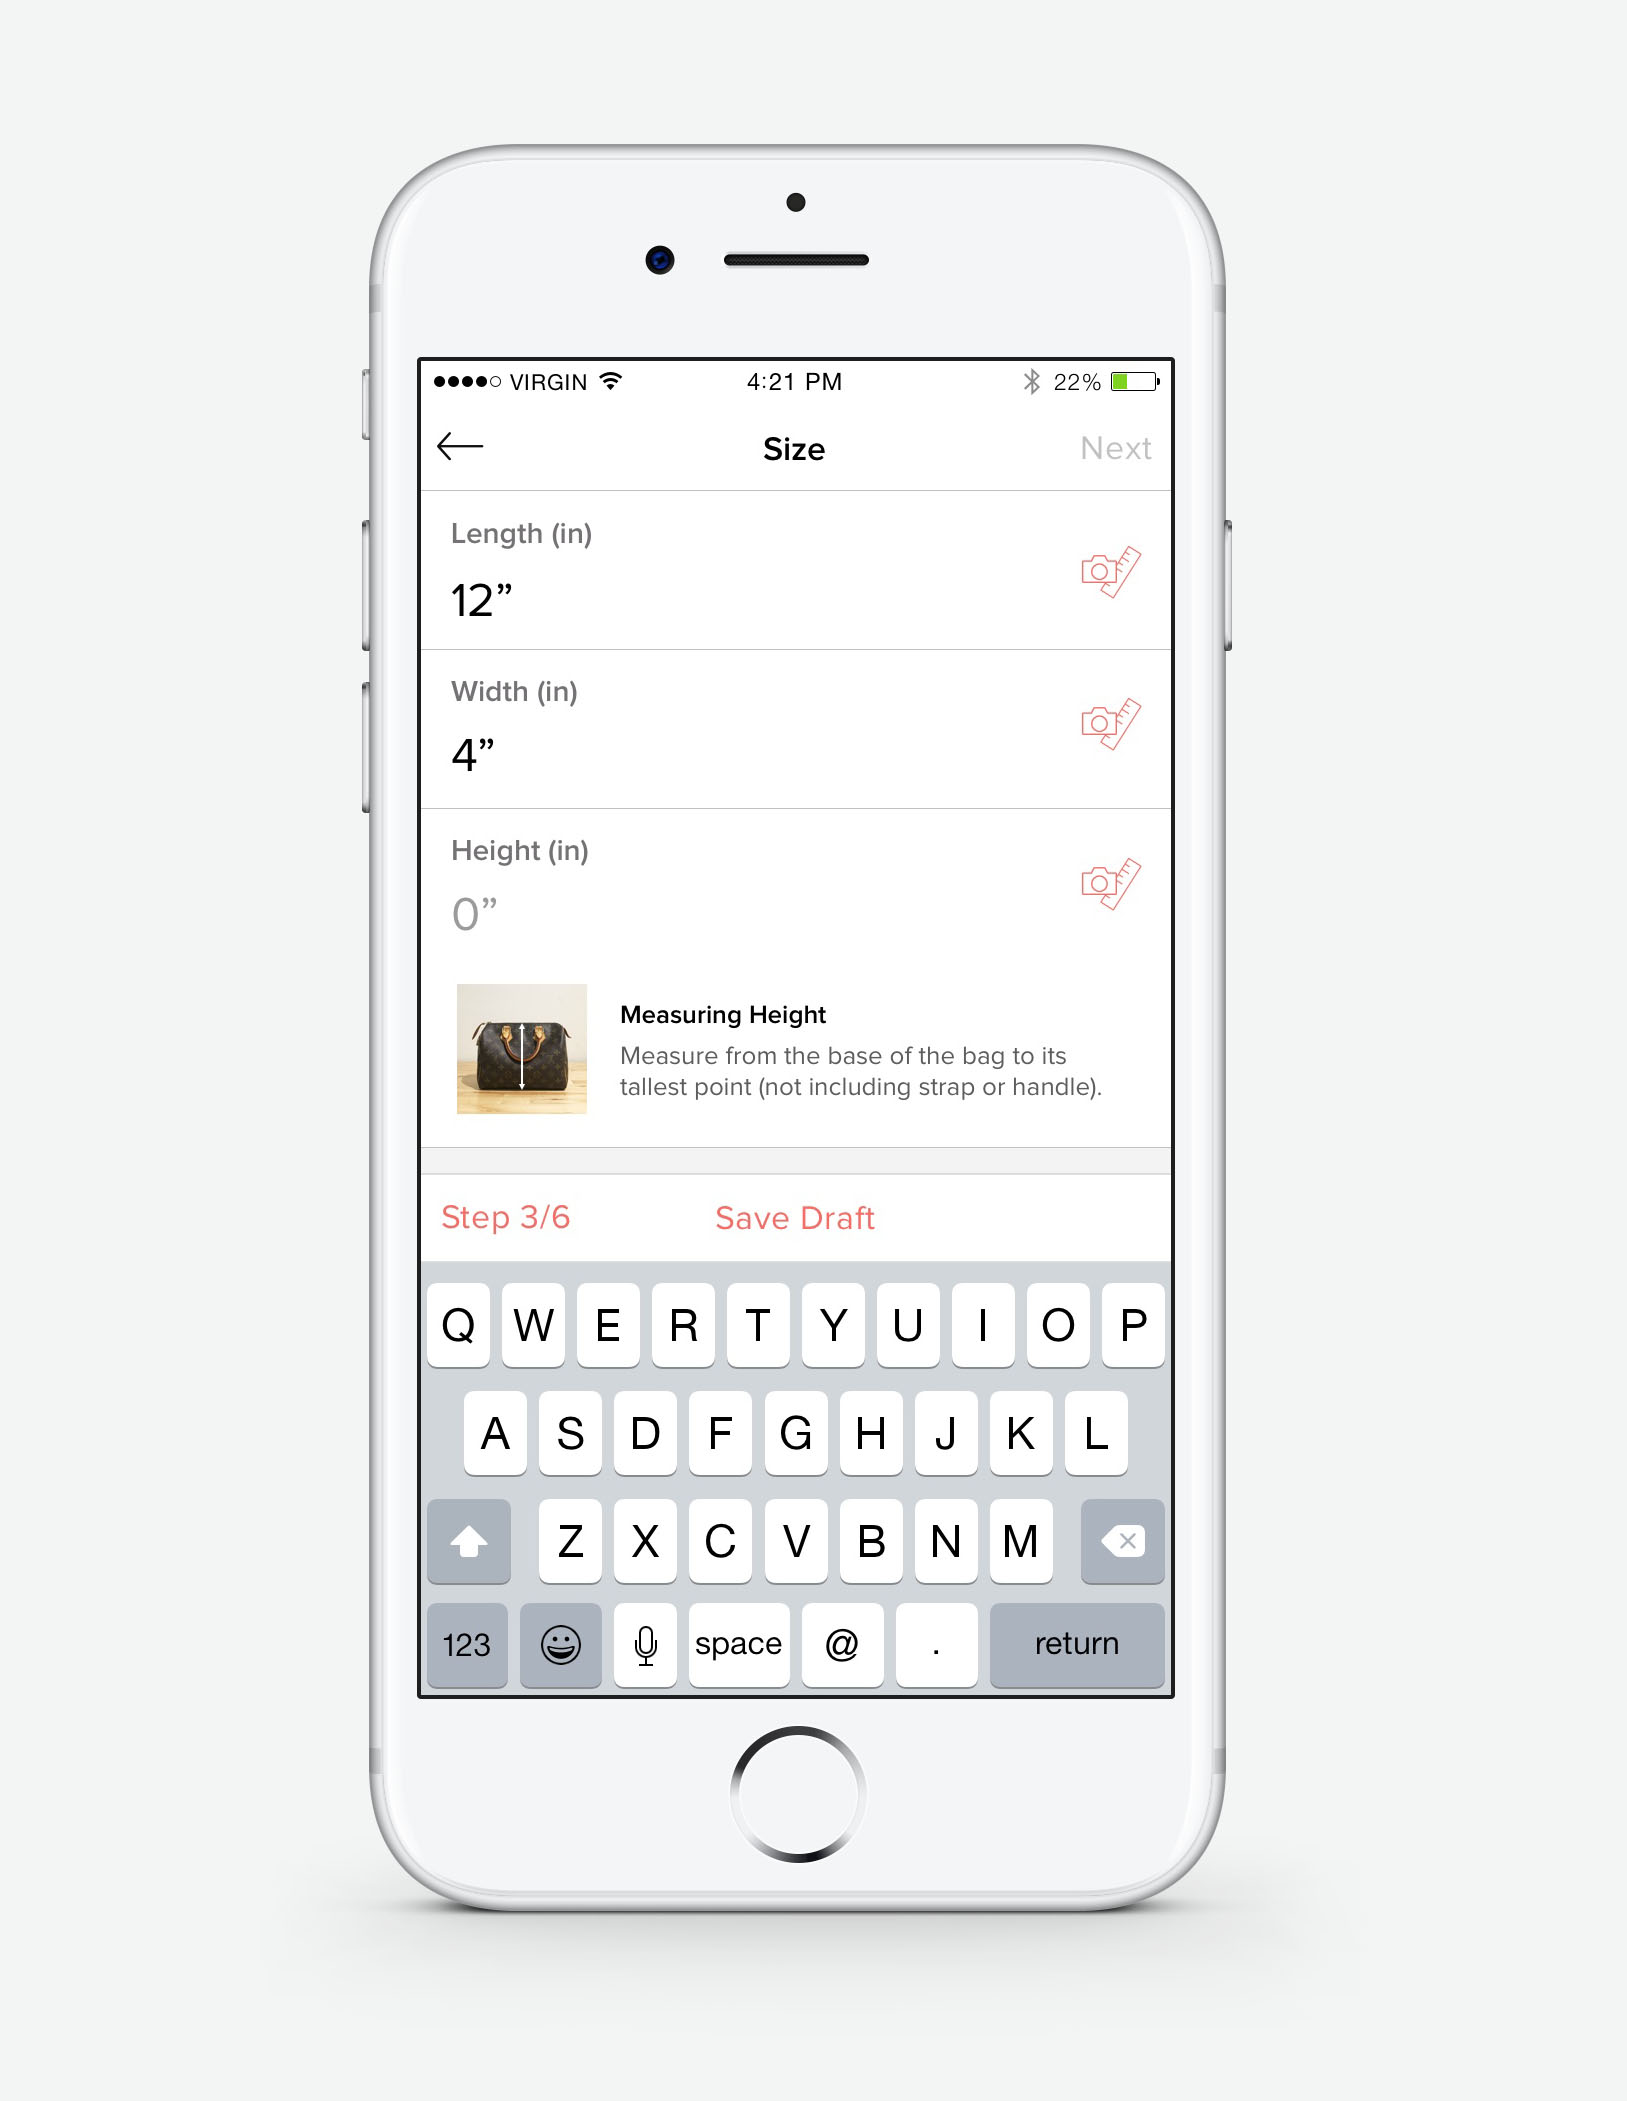 VIRGIN 4:21 PM 22%
Size Next
Length (in)
12”
Width (in)
4”
Height (in)
0”
Measuring Height
Measure from the base of the bag to its
tallest point (not including strap or handle).
Step 3/6 Save Draft
Q W E R T Y U I O P
A S D F G H J K L
Z X C V B N M
123 space @ . return